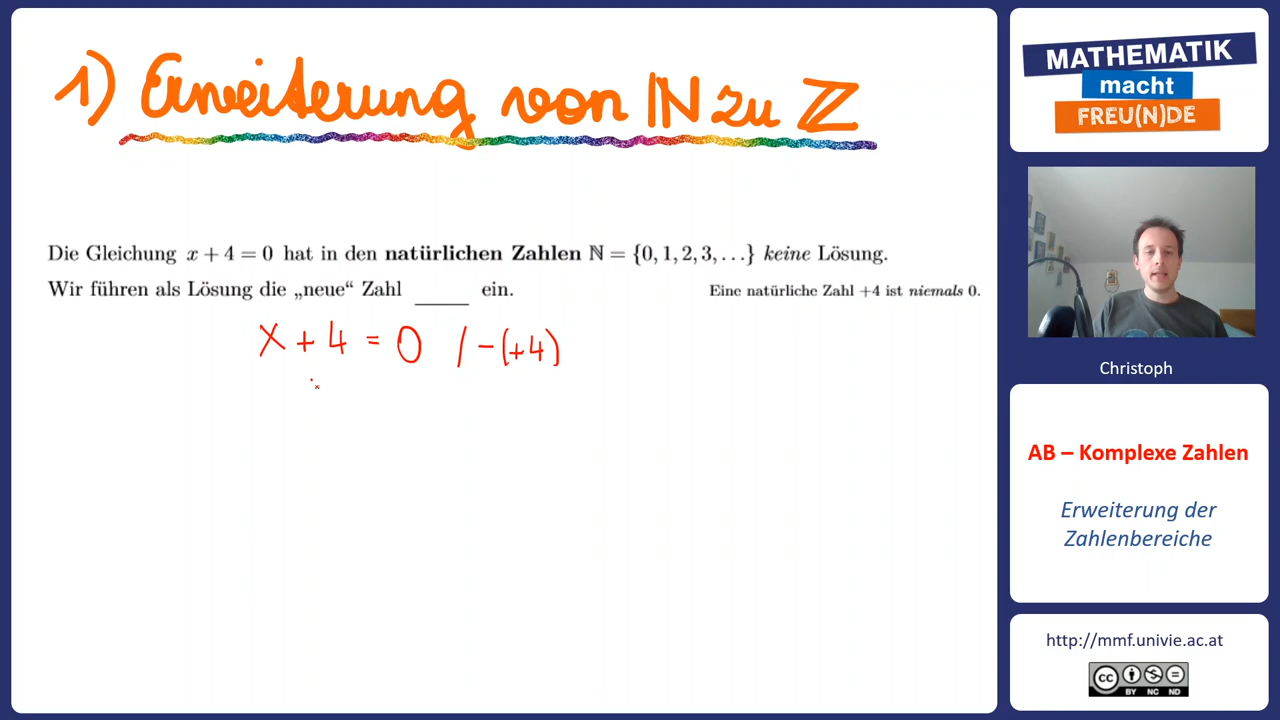 1) Erweiterung von ℕ zu ℤ
Die Gleichung x + 4 = 0 hat in den natürlichen Zahlen ℕ = {0, 1, 2, 3, . . .} keine Lösung.
Wir führen als Lösung die „neue“ Zahl _____ ein.
Eine natürliche Zahl +4 ist niemals 0.
x + 4 = 0 / -(+4)
MATHEMATIK
macht
FREU(N)DE
Christoph
AB – Komplexe Zahlen
Erweiterung der
Zahlenbereiche
http://mmf.univie.ac.at
cc
BY NC ND